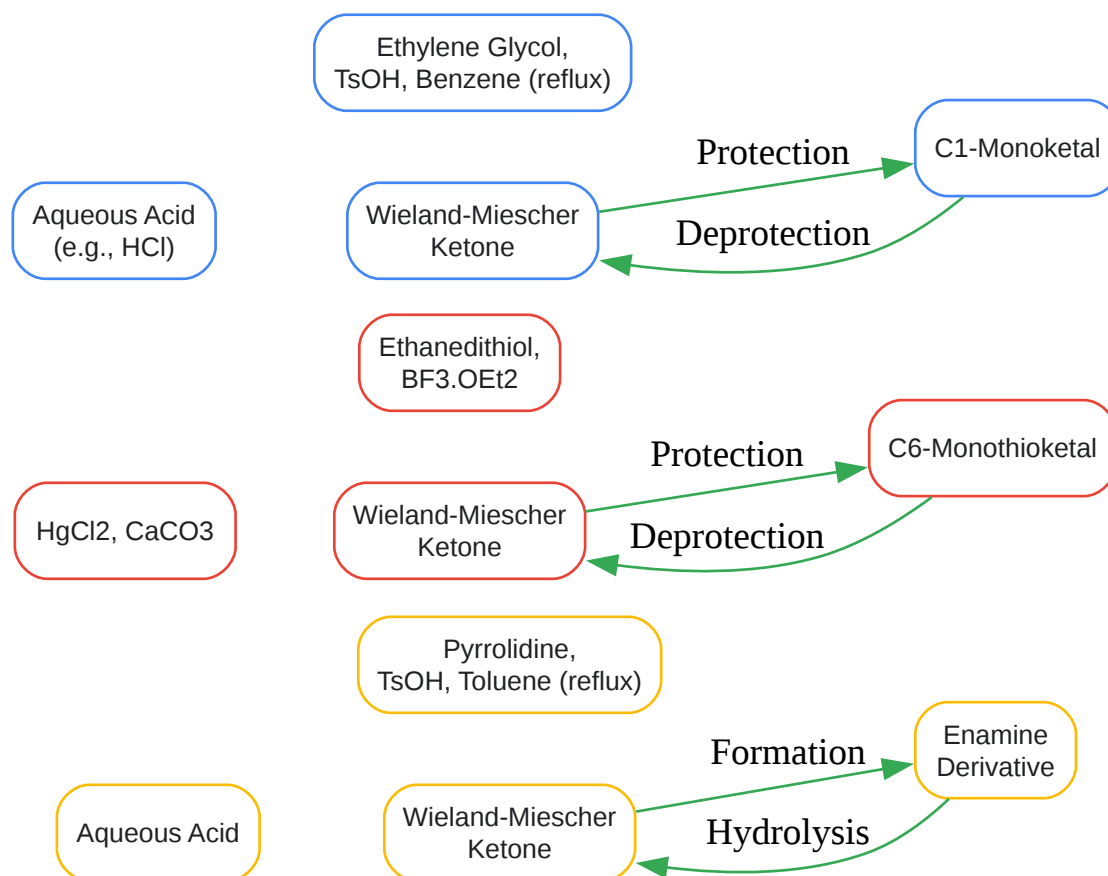 Ethylene Glycol,
TsOH, Benzene (reflux)
Protection
C1-Monoketal
Aqueous Acid
(e.g., HCl)
Wieland-Miescher
Ketone
Deprotection
Ethanedithiol,
BF3.OEt2
Protection
C6-Monothioketal
HgCl2, CaCO3
Wieland-Miescher
Ketone
Deprotection
Pyrrolidine,
TsOH, Toluene (reflux)
Formation
Enamine
Derivative
Aqueous Acid
Wieland-Miescher
Ketone
Hydrolysis